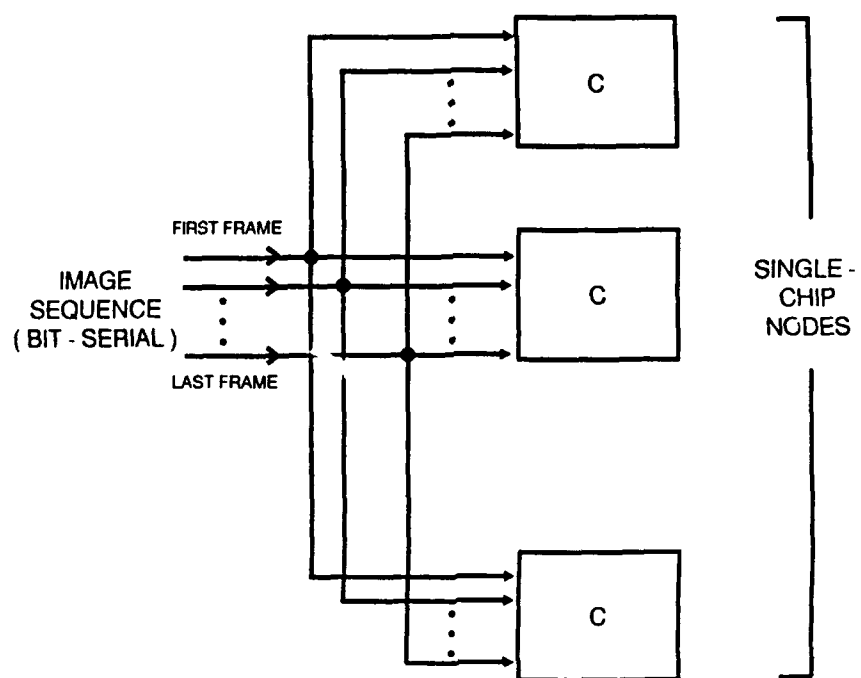 C
FIRST FRAME
IMAGE
SEQUENCE
( BIT - SERIAL )
LAST FRAME
C
SINGLE -
CHIP
NODES
C